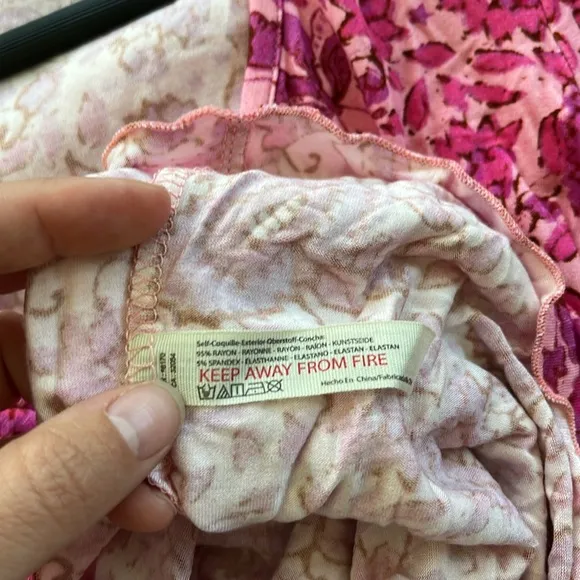 Self-Coquille-Exterior-Oberstoff-Concha:
95% RAYON - RAYONNE - RAYON - RAION - KUNSTSEIDE
5% SPANDEX - ELASTHANNE - ELASTANO - ELASTAN - ELASTAN
KEEP AWAY FROM FIRE
Hecho En China/Fabricado